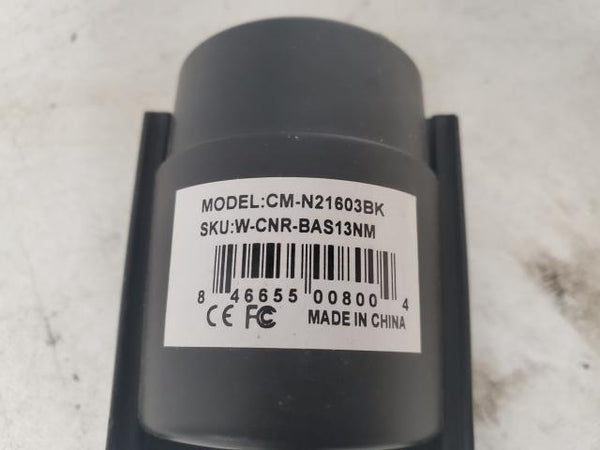 MODEL:CM-N21603BK
SKU:W-CNR-BAS13NM
8 46655 00800 4
CE FC MADE IN CHINA